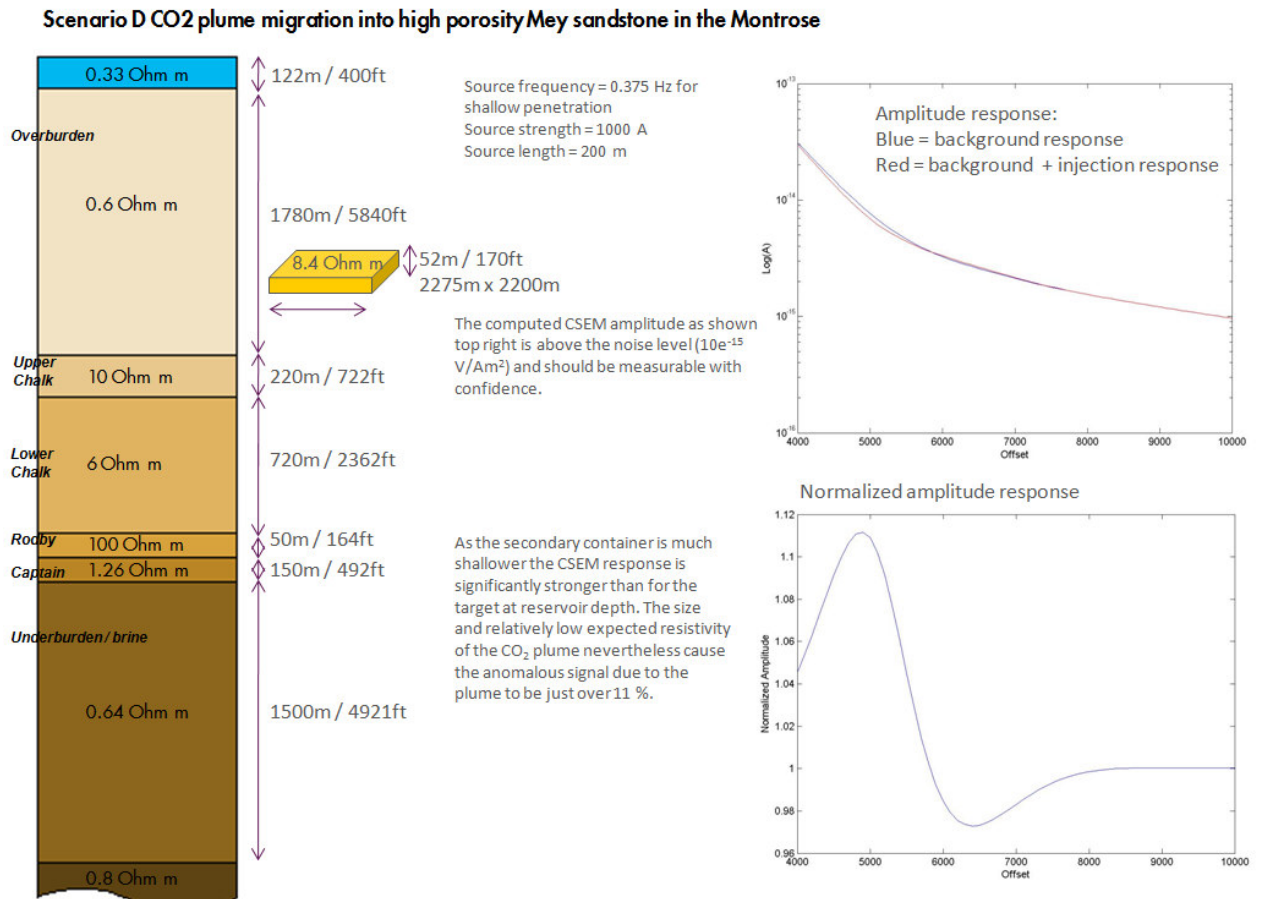 Scenario D CO2 plume migration into high porosity Mey sandstone in the Montrose
0.33 Ohm m
122m / 400ft
Overburden
0.6 Ohm m
1780m / 5840ft
8.4 Ohm m
52m / 170ft
2275m x 2200m
Upper
Chalk
10 Ohm m
220m / 722ft
Lower
Chalk
6 Ohm m
720m / 2362ft
Rodby
100 Ohm m
50m / 164ft
Captain
1.26 Ohm m
150m / 492ft
Underburden / brine
0.64 Ohm m
1500m / 4921ft
0.8 Ohm m
Source frequency = 0.375 Hz for
shallow penetration
Source strength = 1000 A
Source length = 200 m
The computed CSEM amplitude as shown
top right is above the noise level (10e⁻¹⁵
V/Am²) and should be measurable with
confidence.
As the secondary container is much
shallower the CSEM response is
significantly stronger than for the
target at reservoir depth. The size
and relatively low expected resistivity
of the CO₂ plume nevertheless cause
the anomalous signal due to the
plume to be just over 11 %.
Amplitude response:
Blue = background response
Red = background + injection response
10⁻¹³
10⁻¹⁴
10⁻¹⁵
10⁻¹⁶
Log(A)
4000 5000 6000 7000 8000 9000 10000
Offset
Normalized amplitude response
1.12
1.1
1.08
1.06
1.04
1.02
1
0.98
0.96
Normalized Amplitude
4000 5000 6000 7000 8000 9000 10000
Offset